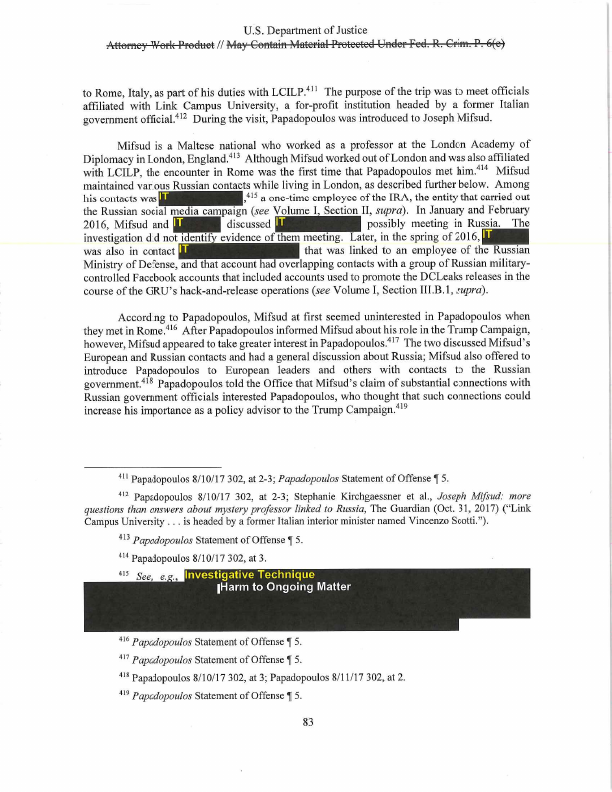 U.S. Department of Justice
Attorney Work Product // May Contain Material Protected Under Fed. R. Crim. P. 6(e)
to Rome, Italy, as part of his duties with LCILP.411 The purpose of the trip was to meet officials
affiliated with Link Campus University, a for-profit institution headed by a former Italian
government official.412 During the visit, Papadopoulos was introduced to Joseph Mifsud.
Mifsud is a Maltese national who worked as a professor at the London Academy of
Diplomacy in London, England.413 Although Mifsud worked out of London and was also affiliated
with LCILP, the encounter in Rome was the first time that Papadopoulos met him.414 Mifsud
maintained various Russian contacts while living in London, as described further below. Among
his contacts was IT ,415 a one-time employee of the IRA, the entity that carried out
the Russian social media campaign (see Volume I, Section II, supra). In January and February
2016, Mifsud and IT discussed IT possibly meeting in Russia. The
investigation did not identify evidence of them meeting. Later, in the spring of 2016, IT
was also in contact IT that was linked to an employee of the Russian
Ministry of Defense, and that account had overlapping contacts with a group of Russian military-
controlled Facebook accounts that included accounts used to promote the DCLeaks releases in the
course of the GRU's hack-and-release operations (see Volume I, Section III.B.1, supra).
According to Papadopoulos, Mifsud at first seemed uninterested in Papadopoulos when
they met in Rome.416 After Papadopoulos informed Mifsud about his role in the Trump Campaign,
however, Mifsud appeared to take greater interest in Papadopoulos.417 The two discussed Mifsud's
European and Russian contacts and had a general discussion about Russia; Mifsud also offered to
introduce Papadopoulos to European leaders and others with contacts to the Russian
government.418 Papadopoulos told the Office that Mifsud's claim of substantial connections with
Russian government officials interested Papadopoulos, who thought that such connections could
increase his importance as a policy advisor to the Trump Campaign.419
411 Papadopoulos 8/10/17 302, at 2-3; Papadopoulos Statement of Offense ¶ 5.
412 Papadopoulos 8/10/17 302, at 2-3; Stephanie Kirchgaessner et al., Joseph Mifsud: more
questions than answers about mystery professor linked to Russia, The Guardian (Oct. 31, 2017) ("Link
Campus University . . . is headed by a former Italian interior minister named Vincenzo Scotti.").
413 Papadopoulos Statement of Offense ¶ 5.
414 Papadopoulos 8/10/17 302, at 3.
415 See, e.g., Investigative Technique
Harm to Ongoing Matter
416 Papadopoulos Statement of Offense ¶ 5.
417 Papadopoulos Statement of Offense ¶ 5.
418 Papadopoulos 8/10/17 302, at 3; Papadopoulos 8/11/17 302, at 2.
419 Papadopoulos Statement of Offense ¶ 5.
83